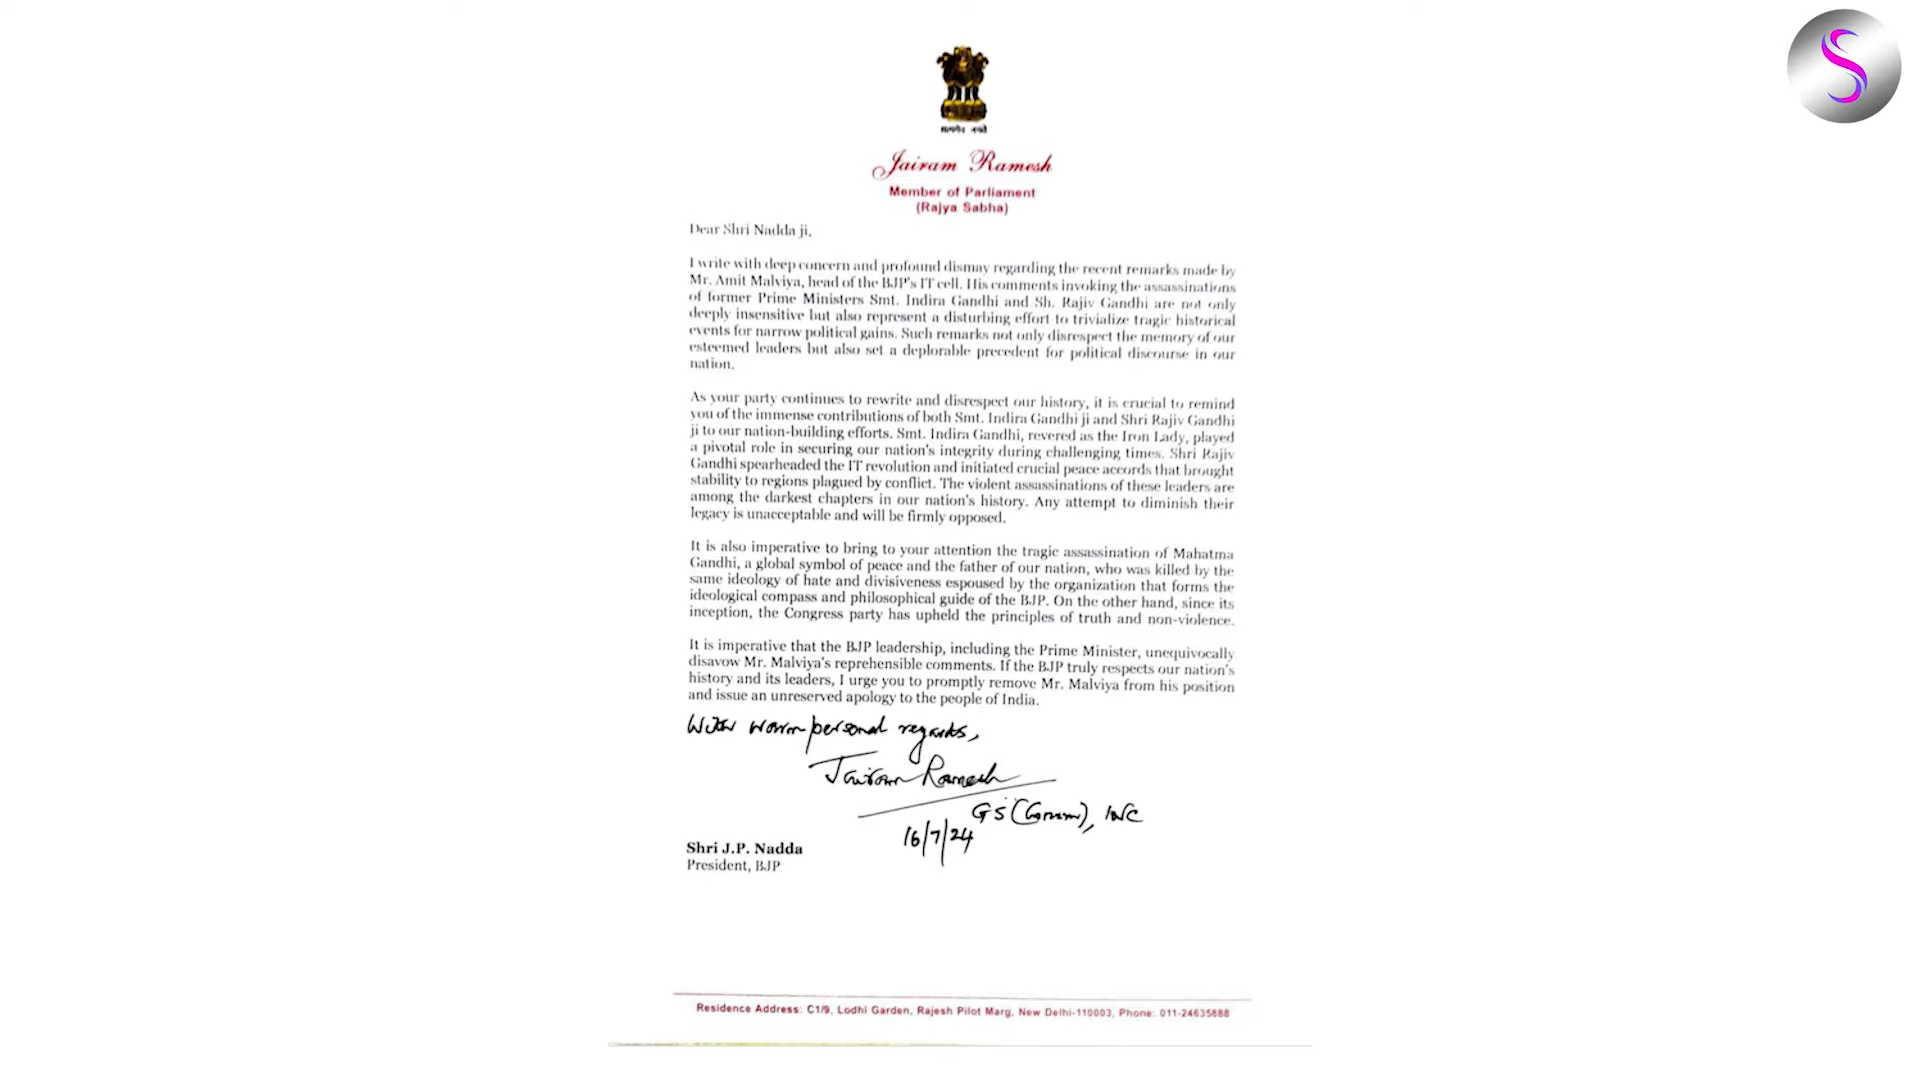 सत्यमेव जयते
Jairam Ramesh
Member of Parliament
(Rajya Sabha)
Dear Shri Nadda ji,
I write with deep concern and profound dismay regarding the recent remarks made by
Mr. Amit Malviya, head of the BJP's IT cell. His comments invoking the assassinations
of former Prime Ministers Smt. Indira Gandhi and Sh. Rajiv Gandhi are not only
deeply insensitive but also represent a disturbing effort to trivialize tragic historical
events for narrow political gains. Such remarks not only disrespect the memory of our
esteemed leaders but also set a deplorable precedent for political discourse in our
nation.
As your party continues to rewrite and disrespect our history, it is crucial to remind
you of the immense contributions of both Smt. Indira Gandhi ji and Shri Rajiv Gandhi
ji to our nation-building efforts. Smt. Indira Gandhi, revered as the Iron Lady, played
a pivotal role in securing our nation's integrity during challenging times. Shri Rajiv
Gandhi spearheaded the IT revolution and initiated crucial peace accords that brought
stability to regions plagued by conflict. The violent assassinations of these leaders are
among the darkest chapters in our nation's history. Any attempt to diminish their
legacy is unacceptable and will be firmly opposed.
It is also imperative to bring to your attention the tragic assassination of Mahatma
Gandhi, a global symbol of peace and the father of our nation, who was killed by the
same ideology of hate and divisiveness espoused by the organization that forms the
ideological compass and philosophical guide of the BJP. On the other hand, since its
inception, the Congress party has upheld the principles of truth and non-violence.
It is imperative that the BJP leadership, including the Prime Minister, unequivocally
disavow Mr. Malviya's reprehensible comments. If the BJP truly respects our nation's
history and its leaders, I urge you to promptly remove Mr. Malviya from his position
and issue an unreserved apology to the people of India.
With warm personal regards,
Jairam Ramesh
GS (Comm), INC
16/7/24
Shri J.P. Nadda
President, BJP
Residence Address: C1/9, Lodhi Garden, Rajesh Pilot Marg, New Delhi-110003, Phone: 011-24635888
S